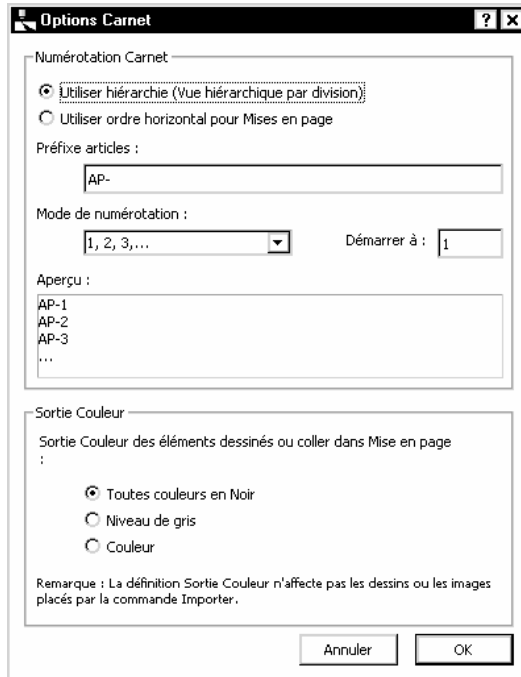 Options Carnet
Numérotation Carnet
Utiliser hiérarchie (Vue hiérarchique par division)
Utiliser ordre horizontal pour Mises en page
Préfixe articles :
AP-
Mode de numérotation :
1, 2, 3,...
Démarrer à :
1
Aperçu :
AP-1
AP-2
AP-3
...
Sortie Couleur
Sortie Couleur des éléments dessinés ou coller dans Mise en page
:
Toutes couleurs en Noir
Niveau de gris
Couleur
Remarque : La définition Sortie Couleur n'affecte pas les dessins ou les images
placés par la commande Importer.
Annuler
OK